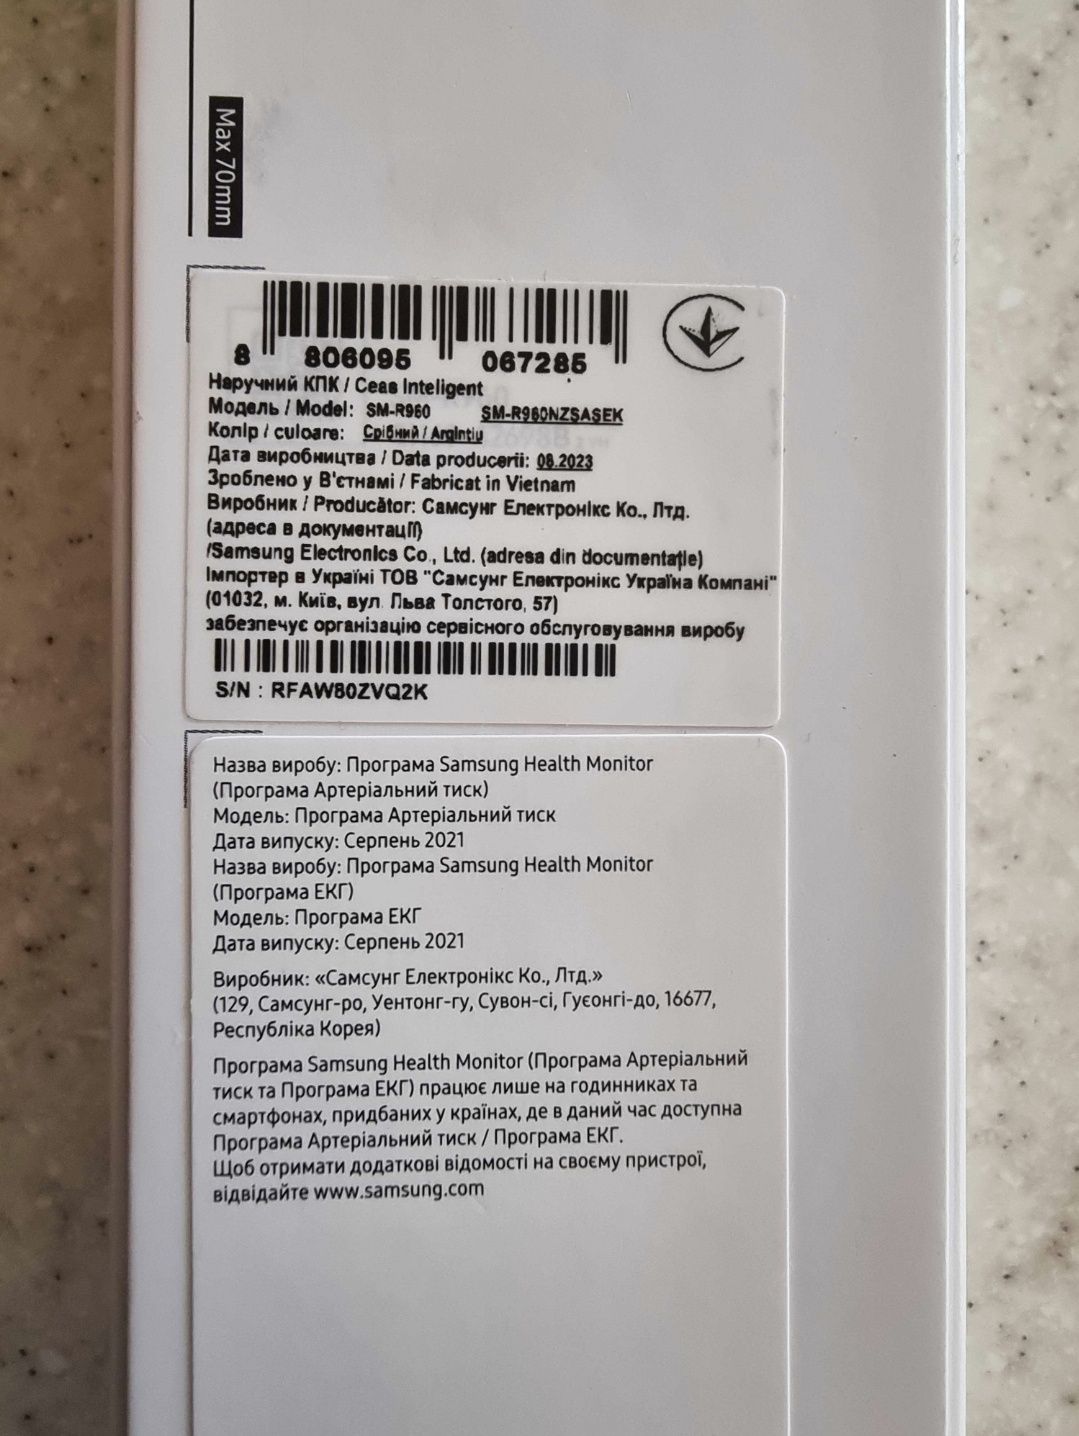 Max 70mm
8 806095 067285
Наручний КПК / Ceas Inteligent
Модель / Model: SM-R960 SM-R960NZSASEK
Колір / culoare: Срібний / Argintiu
Дата виробництва / Data producerii: 08.2023
Зроблено у В'єтнамі / Fabricat in Vietnam
Виробник / Producător: Самсунг Електронікс Ко., Лтд.
(адреса в документації)
/Samsung Electronics Co., Ltd. (adresa din documentație)
Імпортер в Україні ТОВ "Самсунг Електронікс Україна Компані"
(01032, м. Київ, вул. Льва Толстого, 57)
забезпечує організацію сервісного обслуговування виробу
S/N : RFAW80ZVQ2K
Назва виробу: Програма Samsung Health Monitor
(Програма Артеріальний тиск)
Модель: Програма Артеріальний тиск
Дата випуску: Серпень 2021
Назва виробу: Програма Samsung Health Monitor
(Програма ЕКГ)
Модель: Програма ЕКГ
Дата випуску: Серпень 2021
Виробник: «Самсунг Електронікс Ко., Лтд.»
(129, Самсунг-ро, Уентонг-гу, Сувон-сі, Гуєонгі-до, 16677,
Республіка Корея)
Програма Samsung Health Monitor (Програма Артеріальний
тиск та Програма ЕКГ) працює лише на годинниках та
смартфонах, придбаних у країнах, де в даний час доступна
Програма Артеріальний тиск / Програма ЕКГ.
Щоб отримати додаткові відомості на своєму пристрої,
відвідайте www.samsung.com